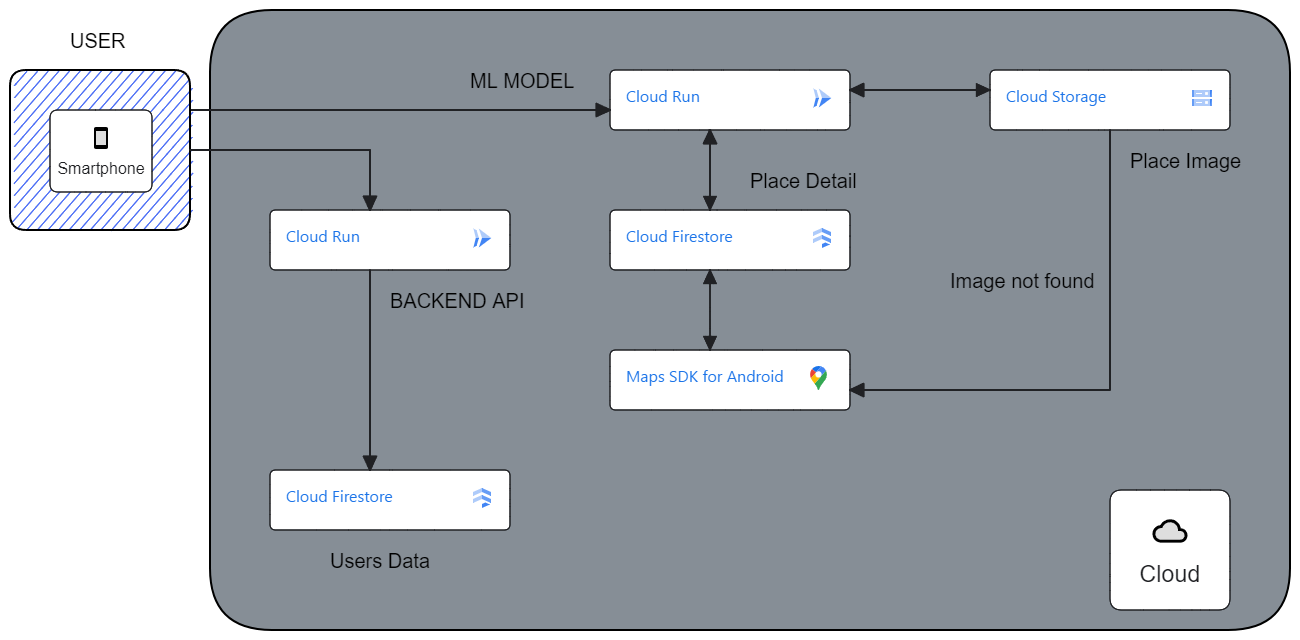 USER
Smartphone
ML MODEL
Cloud Run
Cloud Storage
Place Image
Place Detail
Cloud Run
BACKEND API
Cloud Firestore
Image not found
Maps SDK for Android
Cloud Firestore
Users Data
Cloud